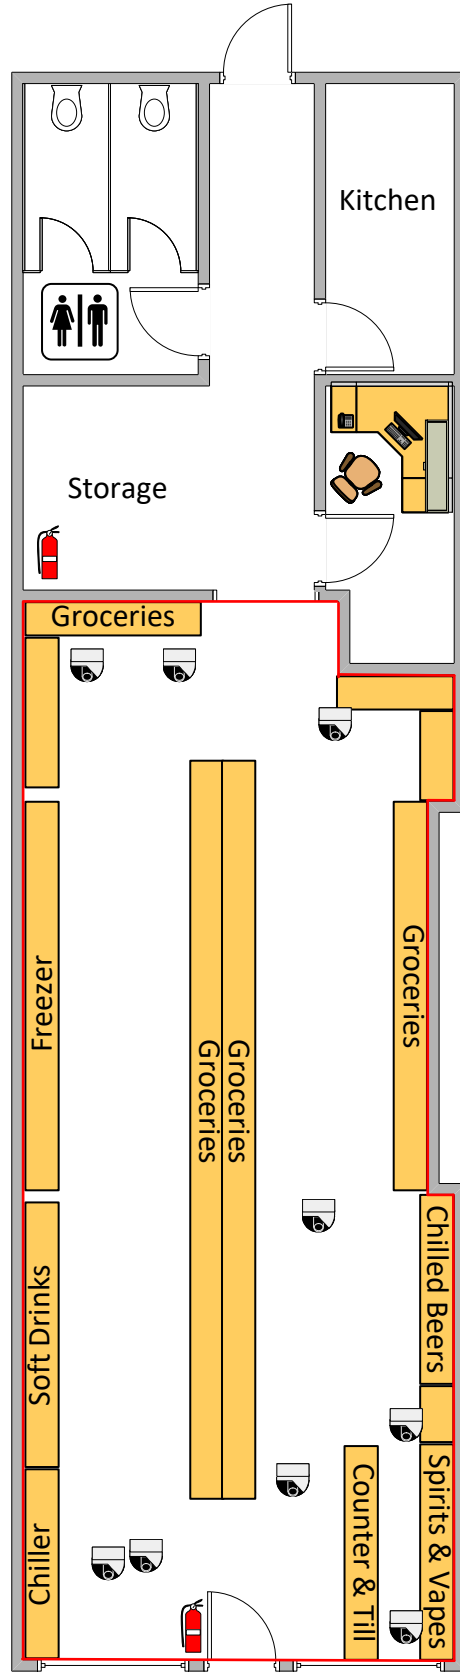 Kitchen
Storage
Groceries
Freezer
Groceries
Groceries
Groceries
Soft Drinks
Chilled Beers
Chiller
Counter & Till
Spirits & Vapes